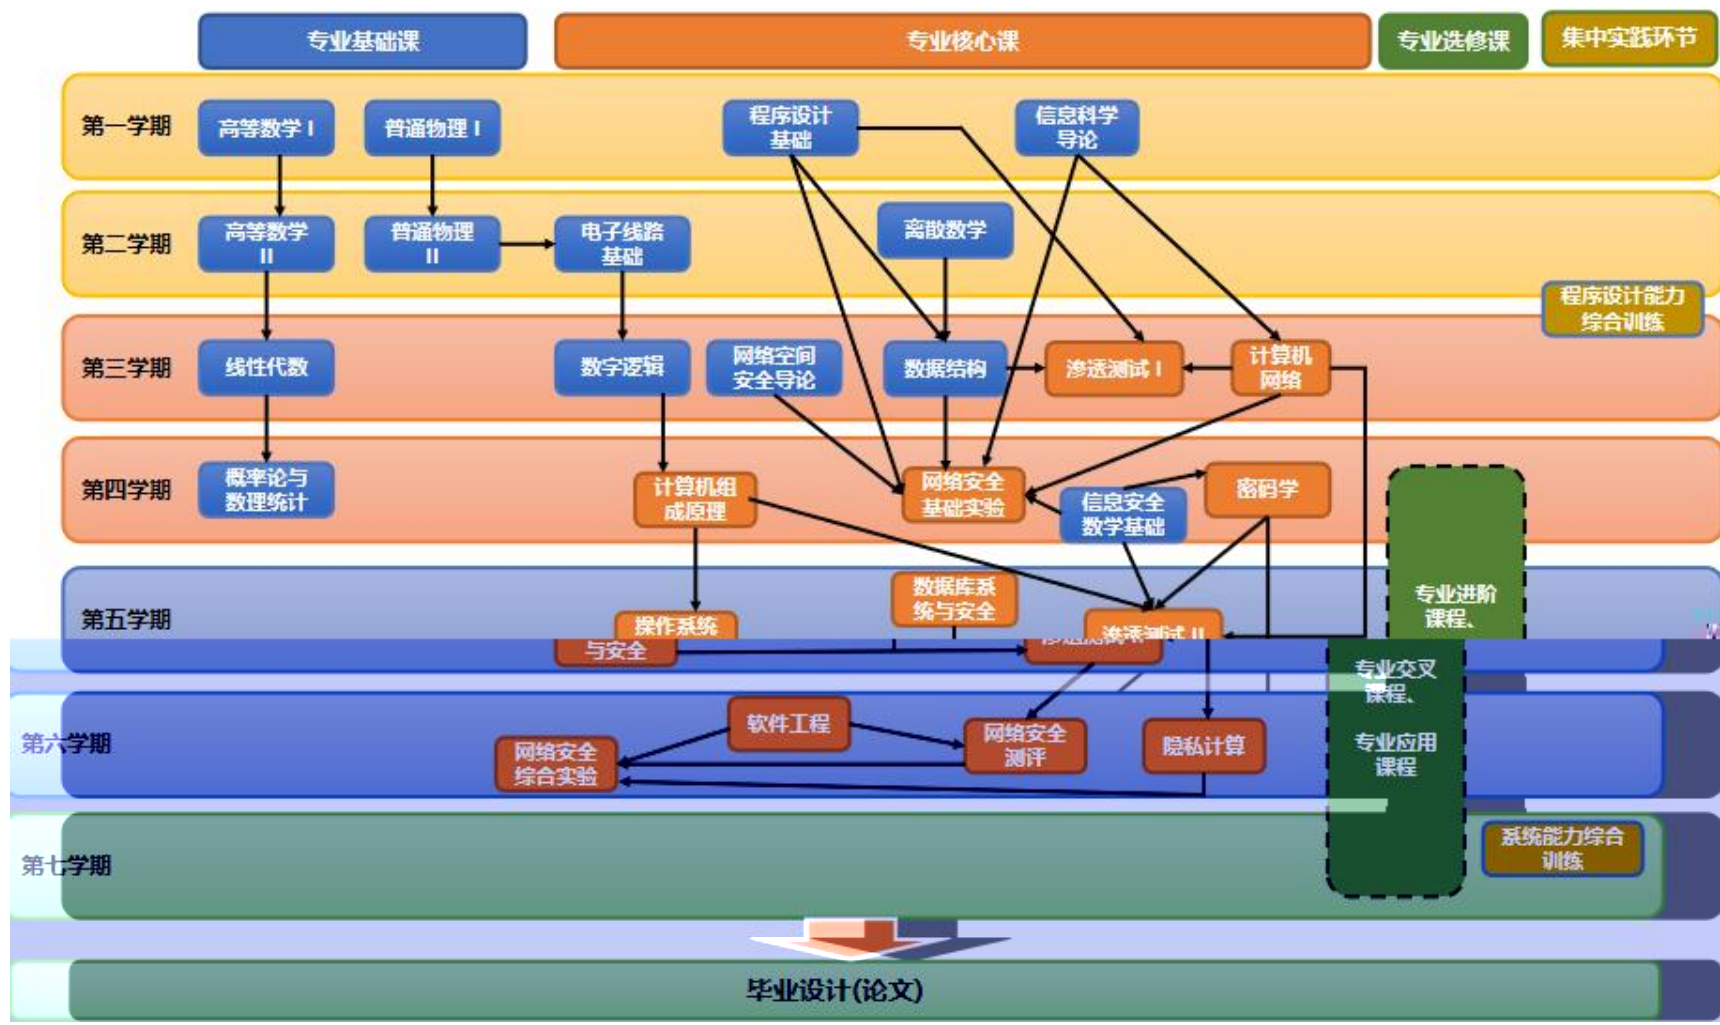 专业基础课
专业核心课
专业选修课
集中实践环节
第一学期
高等数学 I
普通物理 I
程序设计
基础
信息科学
导论
第二学期
高等数学
II
普通物理
II
电子线路
基础
离散数学
程序设计能力
综合训练
第三学期
线性代数
数字逻辑
网络空间
安全导论
数据结构
渗透测试 I
计算机
网络
第四学期
概率论与
数理统计
计算机组
成原理
网络安全
基础实验
信息安全
数学基础
密码学
第五学期
操作系统
与安全
数据库系
统与安全
渗透测试 II
专业进阶
课程、
专业交叉
课程、
专业应用
课程
第六学期
网络安全
综合实验
软件工程
网络安全
测评
隐私计算
第七学期
系统能力综合
训练
毕业设计(论文)